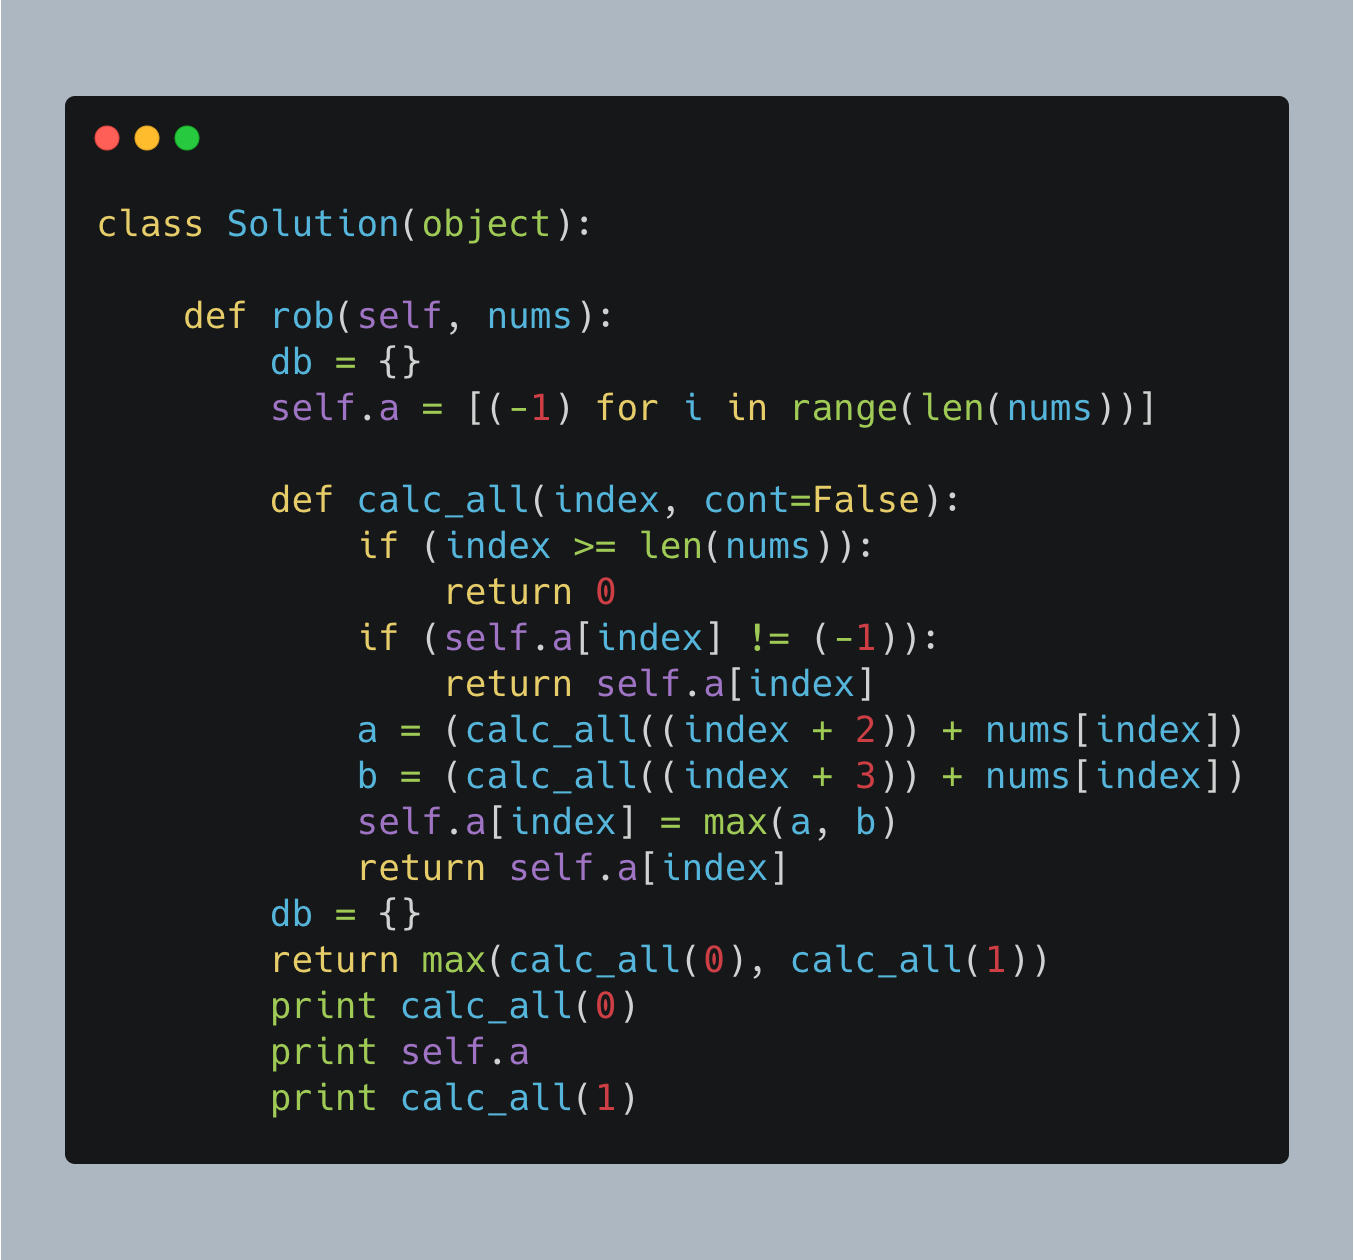 class Solution(object):

    def rob(self, nums):
        db = {}
        self.a = [(-1) for i in range(len(nums))]

        def calc_all(index, cont=False):
            if (index >= len(nums)):
                return 0
            if (self.a[index] != (-1)):
                return self.a[index]
            a = (calc_all((index + 2)) + nums[index])
            b = (calc_all((index + 3)) + nums[index])
            self.a[index] = max(a, b)
            return self.a[index]
        db = {}
        return max(calc_all(0), calc_all(1))
        print calc_all(0)
        print self.a
        print calc_all(1)